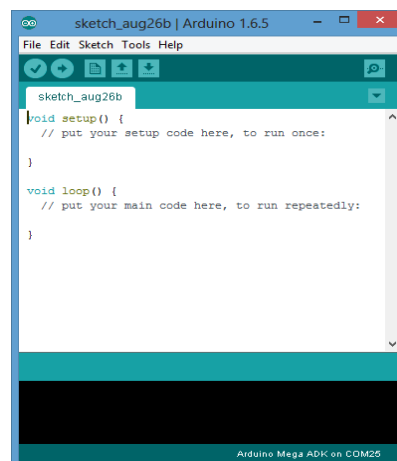 sketch_aug26b | Arduino 1.6.5
File Edit Sketch Tools Help
sketch_aug26b
void setup() {
  // put your setup code here, to run once:
}
void loop() {
  // put your main code here, to run repeatedly:
}
Arduino Mega ADK on COM25